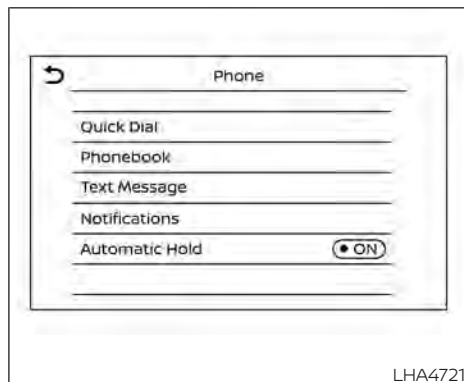 Phone
Quick Dial
Phonebook
Text Message
Notifications
Automatic Hold ON
LHA4721